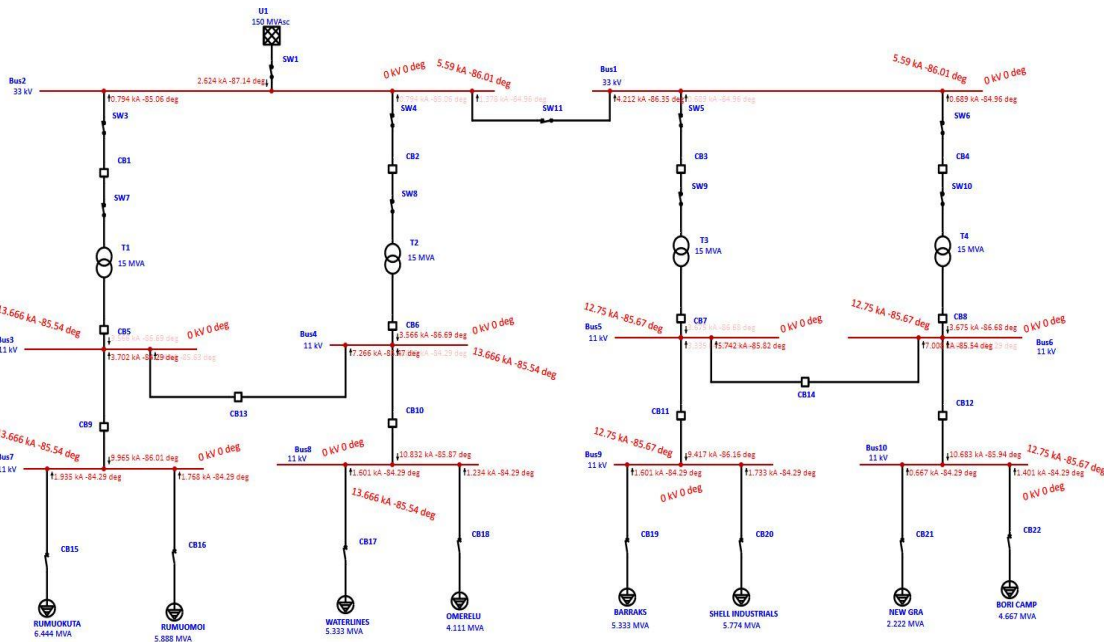 U1
150 MVAsc
SW1
2.624 kA -87.14 deg
0 kV 0 deg
5.59 kA -86.01 deg
5.59 kA -86.01 deg
0 kV 0 deg
Bus2
33 kV
Bus1
33 kV
0.794 kA -85.06 deg
4.212 kA -86.35 deg
0.689 kA -84.96 deg
SW3
SW4
SW11
SW5
SW6
CB1
CB2
CB3
CB4
SW7
SW8
SW9
SW10
T1
15 MVA
T2
15 MVA
T3
15 MVA
T4
15 MVA
13.666 kA -85.54 deg
CB5
0 kV 0 deg
CB6
0 kV 0 deg
12.75 kA -85.67 deg
CB7
0 kV 0 deg
12.75 kA -85.67 deg
CB8
0 kV 0 deg
Bus3
11 kV
3.702 kA
Bus4
11 kV
3.566 kA -86.69 deg
7.266 kA
13.666 kA -85.54 deg
Bus5
11 kV
5.742 kA -85.82 deg
3.675 kA -86.68 deg
-85.54 deg
Bus6
11 kV
CB13
CB14
CB9
CB10
CB11
CB12
13.666 kA -85.54 deg
0 kV 0 deg
Bus7
11 kV
9.965 kA -86.01 deg
1.935 kA -84.29 deg
1.768 kA -84.29 deg
Bus8
11 kV
0 kV 0 deg
10.832 kA -85.87 deg
1.601 kA -84.29 deg
1.234 kA -84.29 deg
13.666 kA -85.54 deg
12.75 kA -85.67 deg
Bus9
11 kV
9.417 kA -86.16 deg
1.601 kA -84.29 deg
1.733 kA -84.29 deg
0 kV 0 deg
Bus10
11 kV
10.683 kA -85.94 deg
0.667 kA -84.29 deg
1.401 kA -84.29 deg
12.75 kA -85.67 deg
0 kV 0 deg
CB15
CB16
CB17
CB18
CB19
CB20
CB21
CB22
RUMUOKUTA
6.444 MVA
RUMUOMOI
5.888 MVA
WATERLINES
5.333 MVA
OMERELU
4.111 MVA
BARRAKS
5.333 MVA
SHELL INDUSTRIALS
5.774 MVA
NEW GRA
2.222 MVA
BORI CAMP
4.667 MVA